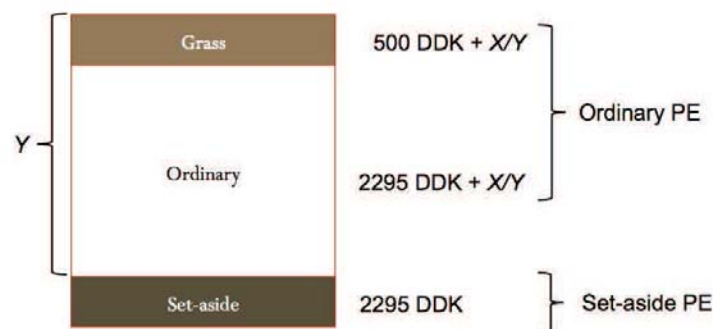 Grass
500 DDK + X/Y
Ordinary PE
Y
Ordinary
2295 DDK + X/Y
Set-aside
2295 DDK
Set-aside PE